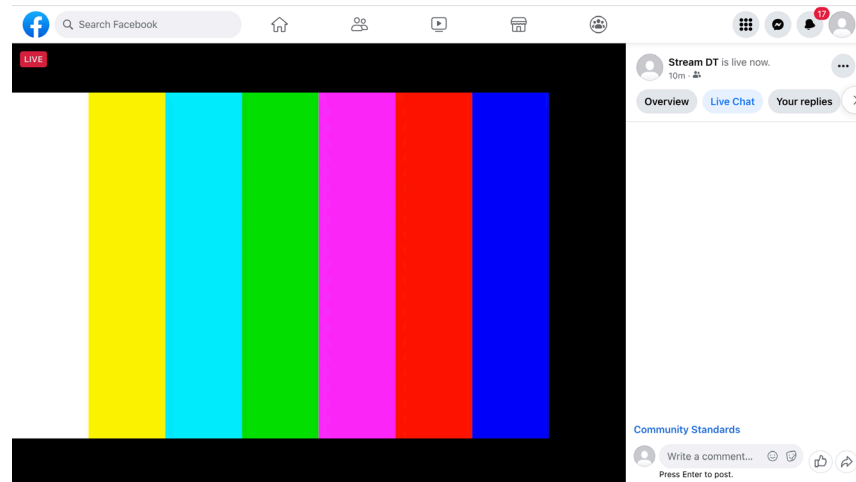 Search Facebook
17
LIVE
Stream DT is live now.
10m ·
Overview Live Chat Your replies
Community Standards
Write a comment...
Press Enter to post.